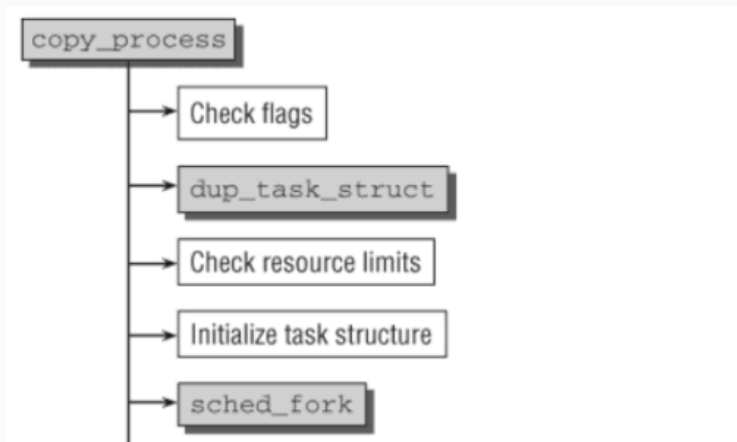 copy_process
Check flags
dup_task_struct
Check resource limits
Initialize task structure
sched_fork